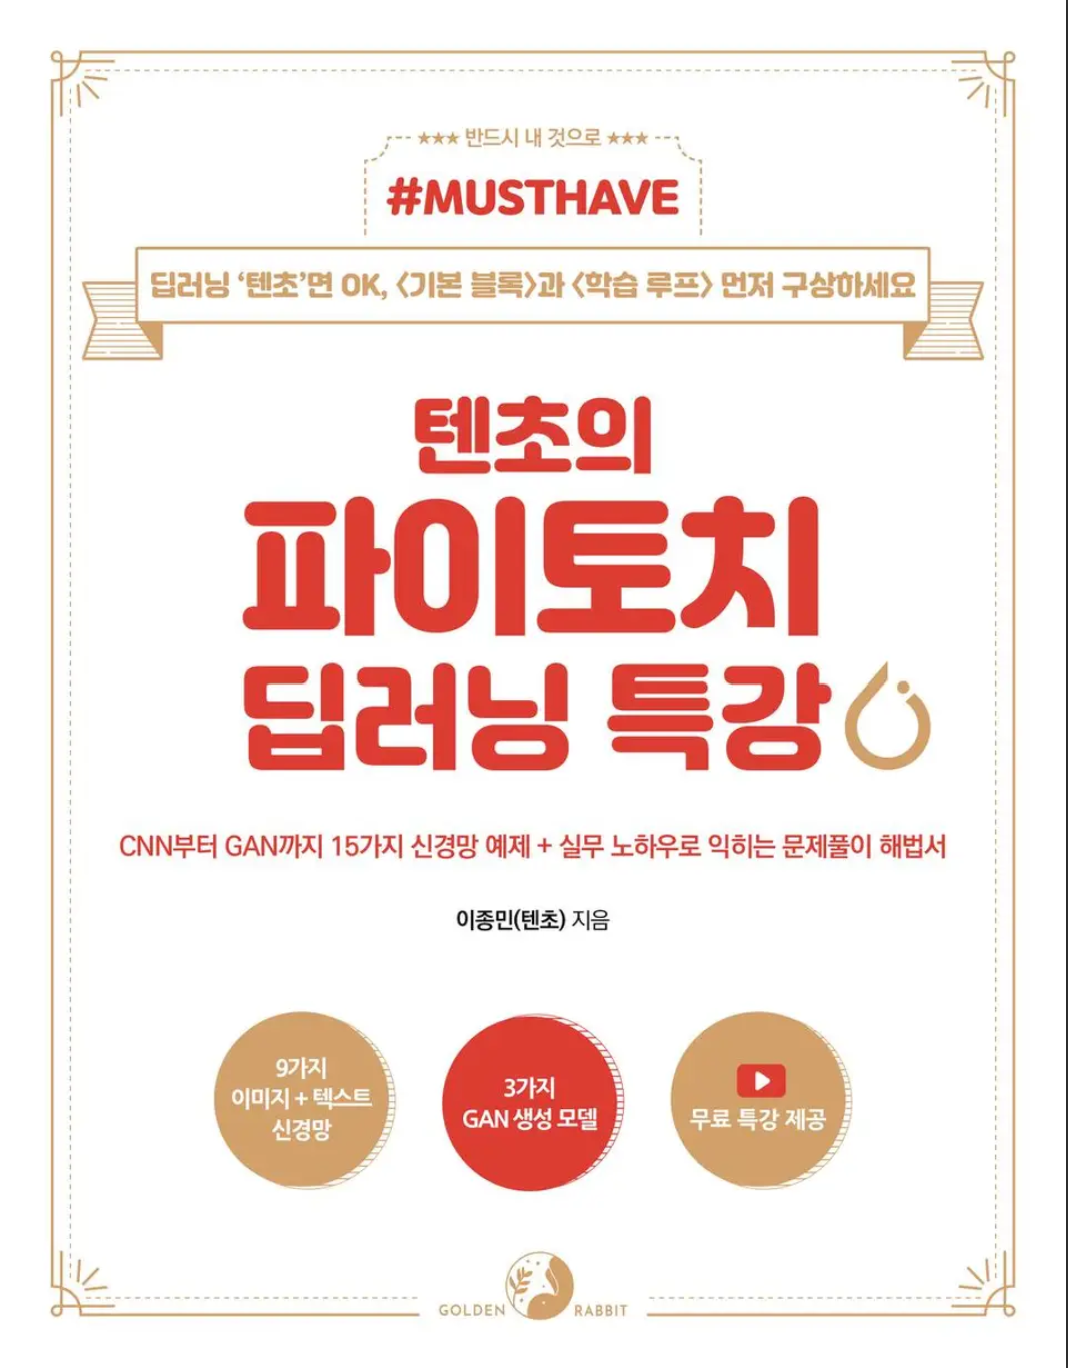 ★★★ 반드시 내 것으로 ★★★
#MUSTHAVE
딥러닝 ‘텐초’면 OK, 〈기본 블록〉과 〈학습 루프〉 먼저 구상하세요
텐초의
파이토치
딥러닝 특강
CNN부터 GAN까지 15가지 신경망 예제 + 실무 노하우로 익히는 문제풀이 해법서
이종민(텐초) 지음
9가지
이미지 + 텍스트
신경망
3가지
GAN 생성 모델
무료 특강 제공
GOLDEN RABBIT